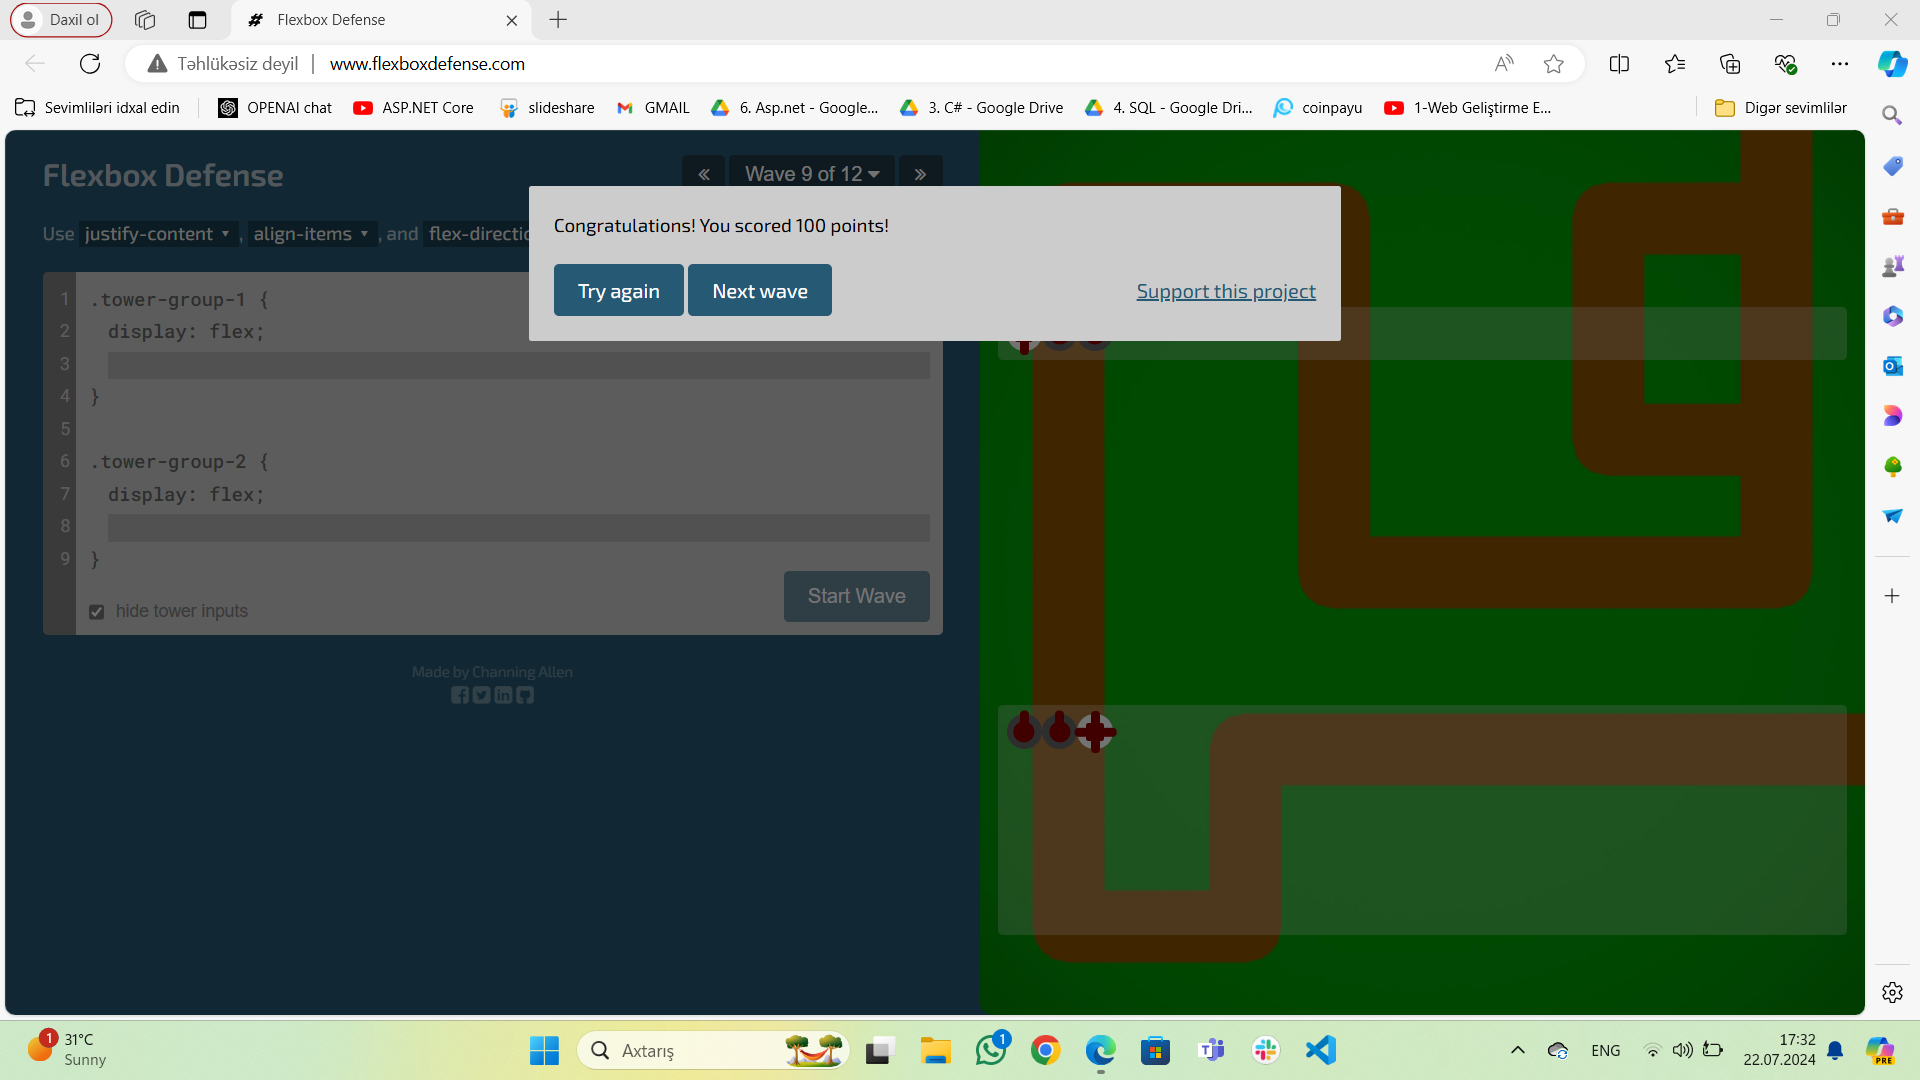 Daxil ol
Flexbox Defense
Təhlükəsiz deyil
www.flexboxdefense.com
Sevimliləri idxal edin
OPENAI chat
ASP.NET Core
slideshare
GMAIL
6. Asp.net - Google...
3. C# - Google Drive
4. SQL - Google Dri...
coinpayu
1-Web Geliştirme E...
Digər sevimlilər
Flexbox Defense
« Wave 9 of 12 »
Use justify-content , align-items , and flex-directio
Congratulations! You scored 100 points!
Try again
Next wave
Support this project
1 .tower-group-1 {
2 display: flex;
3
4 }
5
6 .tower-group-2 {
7 display: flex;
8
9 }
hide tower inputs
Start Wave
Made by Channing Allen
1
31°C
Sunny
Axtarış
1
ENG
17:32
22.07.2024
PRE